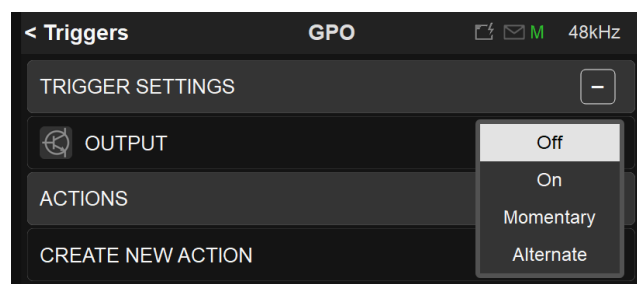 < Triggers GPO M 48kHz
TRIGGER SETTINGS −
OUTPUT
Off
On
ACTIONS
Momentary
CREATE NEW ACTION Alternate